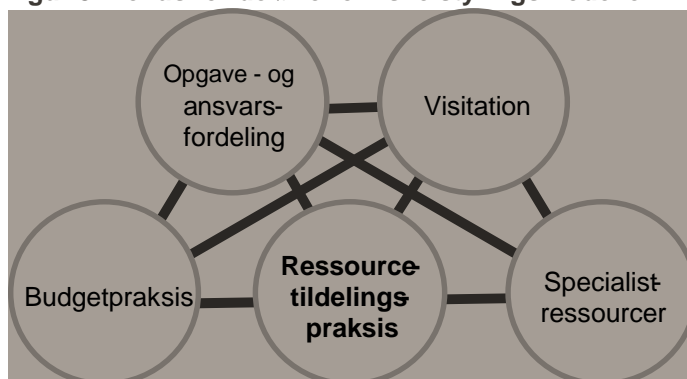 Opgave - og
ansvars-
fordeling
Visitation
Budgetpraksis
Ressource-
tildelings-
praksis
Specialist-
ressourcer